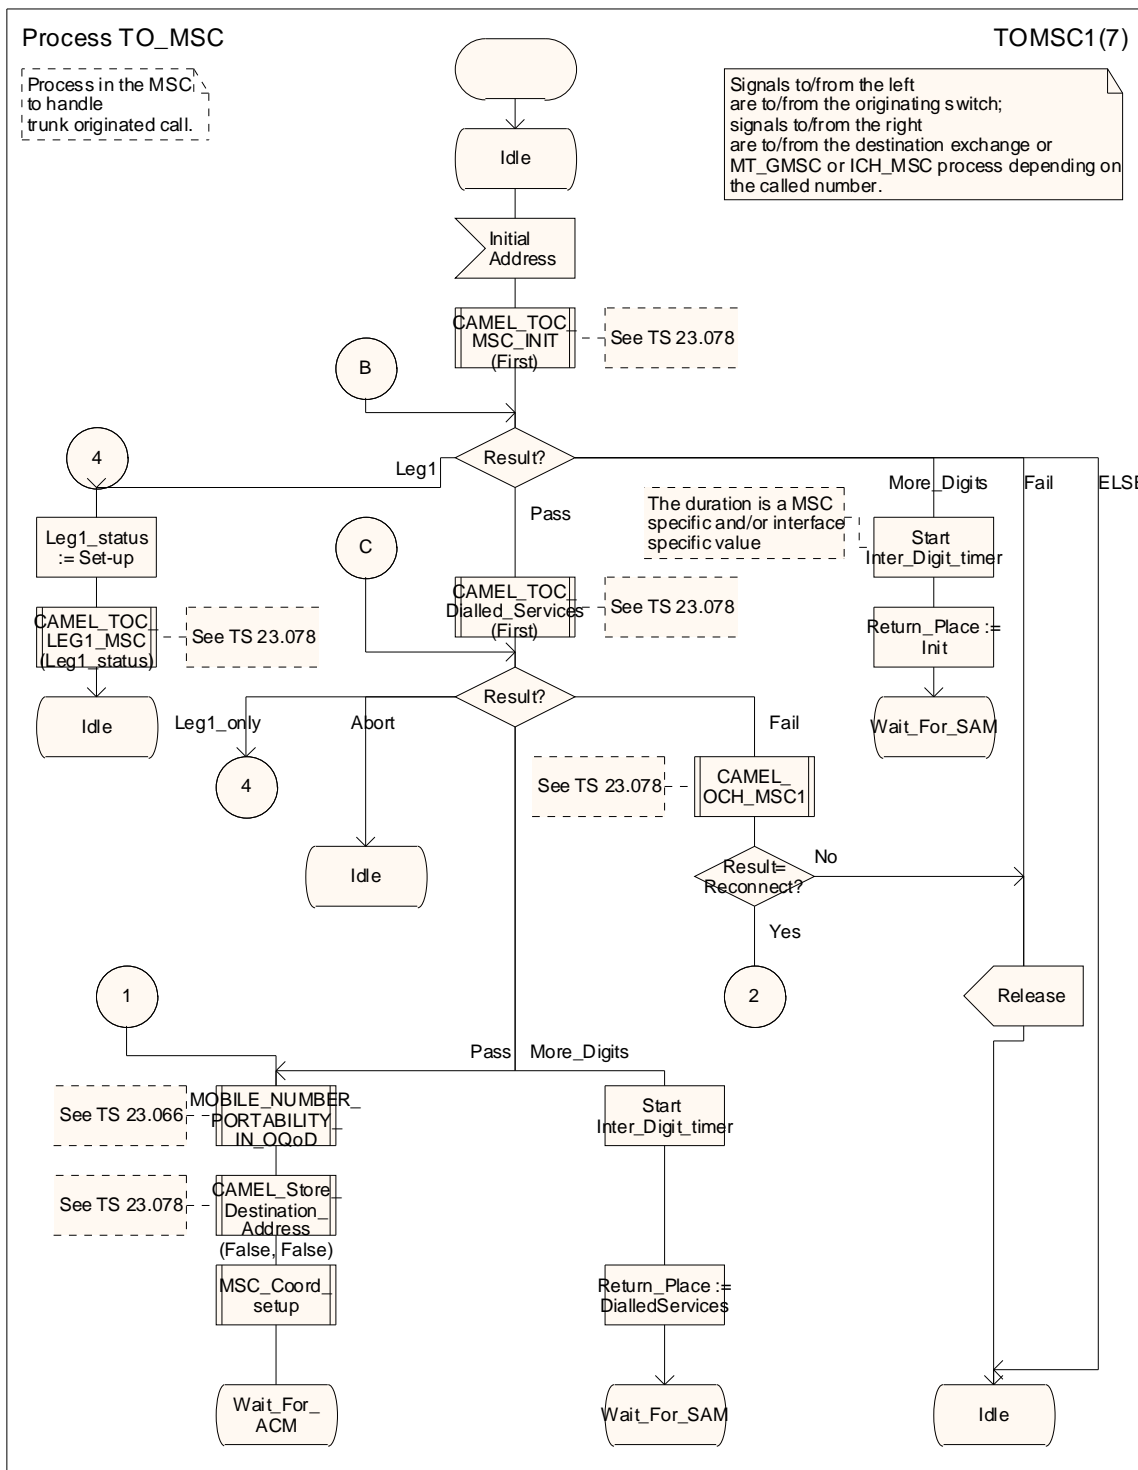 Process TO_MSC
TOMSC1(7)
Process in the MSC
to handle
trunk originated call.
Signals to/from the left
are to/from the originating switch;
signals to/from the right
are to/from the destination exchange or
MT_GMSC or ICH_MSC process depending on
the called number.
Idle
Initial
Address
CAMEL_TOC_
MSC_INIT
(First)
See TS 23.078
B
4
Result?
Leg1
More_Digits
Fail
ELSE
Pass
The duration is a MSC
specific and/or interface
specific value
Start
Inter_Digit_timer
Leg1_status
:= Set-up
C
CAMEL_TOC_
Dialled_Services
(First)
See TS 23.078
CAMEL_TOC_
LEG1_MSC
(Leg1_status)
See TS 23.078
Return_Place :=
Init
Idle
Result?
Leg1_only
Abort
Fail
Wait_For_SAM
4
See TS 23.078
CAMEL_
OCH_MSC1
Idle
Result=
Reconnect?
No
Yes
1
2
Release
Pass
More_Digits
See TS 23.066
MOBILE_NUMBER_
PORTABILITY_
IN_OQoD
Start
Inter_Digit_timer
See TS 23.078
CAMEL_Store_
Destination_
Address
(False, False)
MSC_Coord_
setup
Return_Place :=
DialledServices
Wait_For_
ACM
Wait_For_SAM
Idle